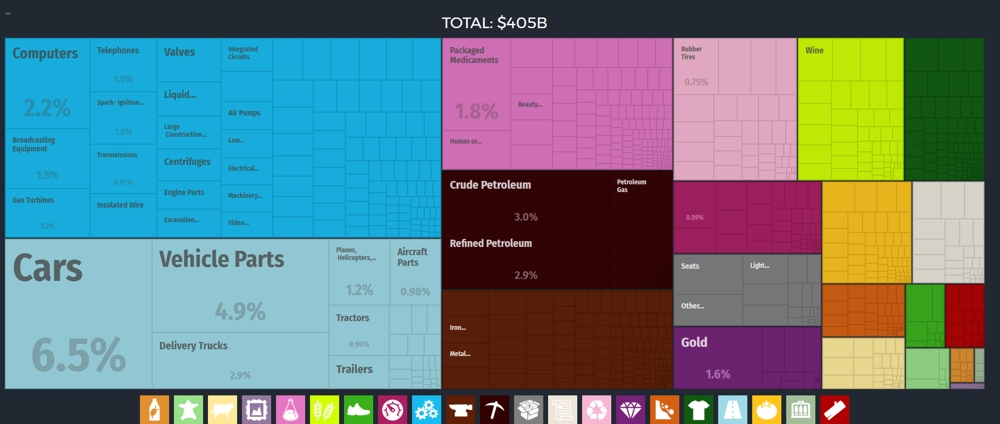 TOTAL: $405B
Computers
2.2%
Broadcasting
Equipment
1.5%
Gas Turbines
1.2%
Telephones
1.0%
Spark- Ignition...
1.0%
Transmissions
0.97%
Insulated Wire
Valves
Liquid...
Large
Construction...
Centrifuges
Engine Parts
Excavation...
Integrated
Circuits
Air Pumps
Low...
Electrical...
Machinery...
Video...
Cars
6.5%
Vehicle Parts
4.9%
Delivery Trucks
2.9%
Planes,
Helicopters,...
1.2%
Aircraft
Parts
0.98%
Tractors
0.90%
Trailers
Packaged
Medicaments
1.8%
Human or...
Beauty...
Crude Petroleum
3.0%
Refined Petroleum
2.9%
Petroleum
Gas
Iron...
Metal...
Rubber
Tires
0.75%
Wine
0.59%
Seats
Other...
Light...
Gold
1.6%